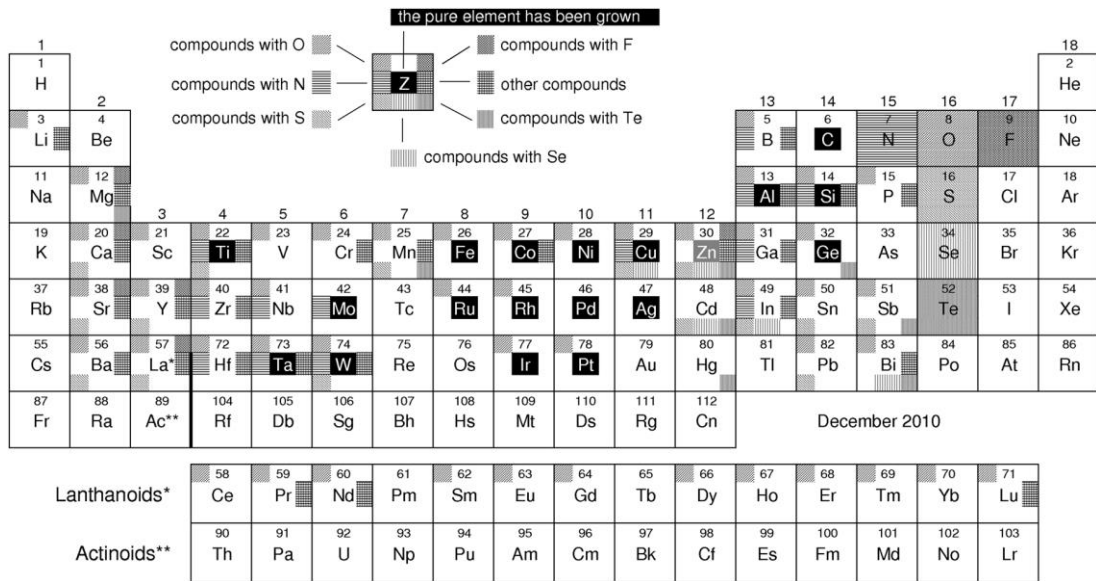 the pure element has been grown
compounds with O
compounds with F
compounds with N
Z
other compounds
compounds with S
compounds with Te
compounds with Se
1 18
1 2
H He
2 13 14 15 16 17
3 4 5 6 7 8 9 10
Li Be B C N O F Ne
11 12 13 14 15 16 17 18
Na Mg Al Si P S Cl Ar
3 4 5 6 7 8 9 10 11 12
19 20 21 22 23 24 25 26 27 28 29 30 31 32 33 34 35 36
K Ca Sc Ti V Cr Mn Fe Co Ni Cu Zn Ga Ge As Se Br Kr
37 38 39 40 41 42 43 44 45 46 47 48 49 50 51 52 53 54
Rb Sr Y Zr Nb Mo Tc Ru Rh Pd Ag Cd In Sn Sb Te I Xe
55 56 57 72 73 74 75 76 77 78 79 80 81 82 83 84 85 86
Cs Ba La* Hf Ta W Re Os Ir Pt Au Hg Tl Pb Bi Po At Rn
87 88 89 104 105 106 107 108 109 110 111 112
Fr Ra Ac** Rf Db Sg Bh Hs Mt Ds Rg Cn
December 2010
58 59 60 61 62 63 64 65 66 67 68 69 70 71
Lanthanoids* Ce Pr Nd Pm Sm Eu Gd Tb Dy Ho Er Tm Yb Lu
90 91 92 93 94 95 96 97 98 99 100 101 102 103
Actinoids** Th Pa U Np Pu Am Cm Bk Cf Es Fm Md No Lr